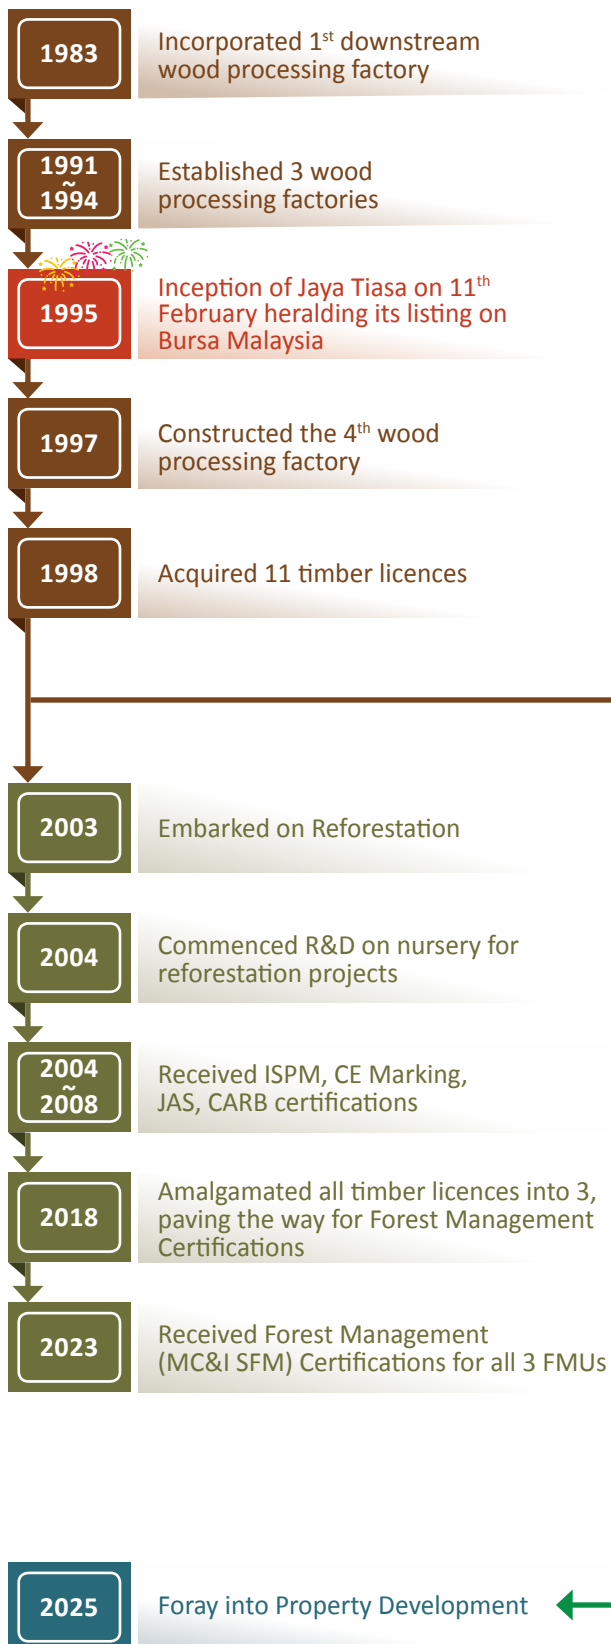 1983
Incorporated 1st downstream
wood processing factory
1991
~
1994
Established 3 wood
processing factories
1995
Inception of Jaya Tiasa on 11th
February heralding its listing on
Bursa Malaysia
1997
Constructed the 4th wood
processing factory
1998
Acquired 11 timber licences
2003
Embarked on Reforestation
2004
Commenced R&D on nursery for
reforestation projects
2004
~
2008
Received ISPM, CE Marking,
JAS, CARB certifications
2018
Amalgamated all timber licences into 3,
paving the way for Forest Management
Certifications
2023
Received Forest Management
(MC&I SFM) Certifications for all 3 FMUs
2025
Foray into Property Development